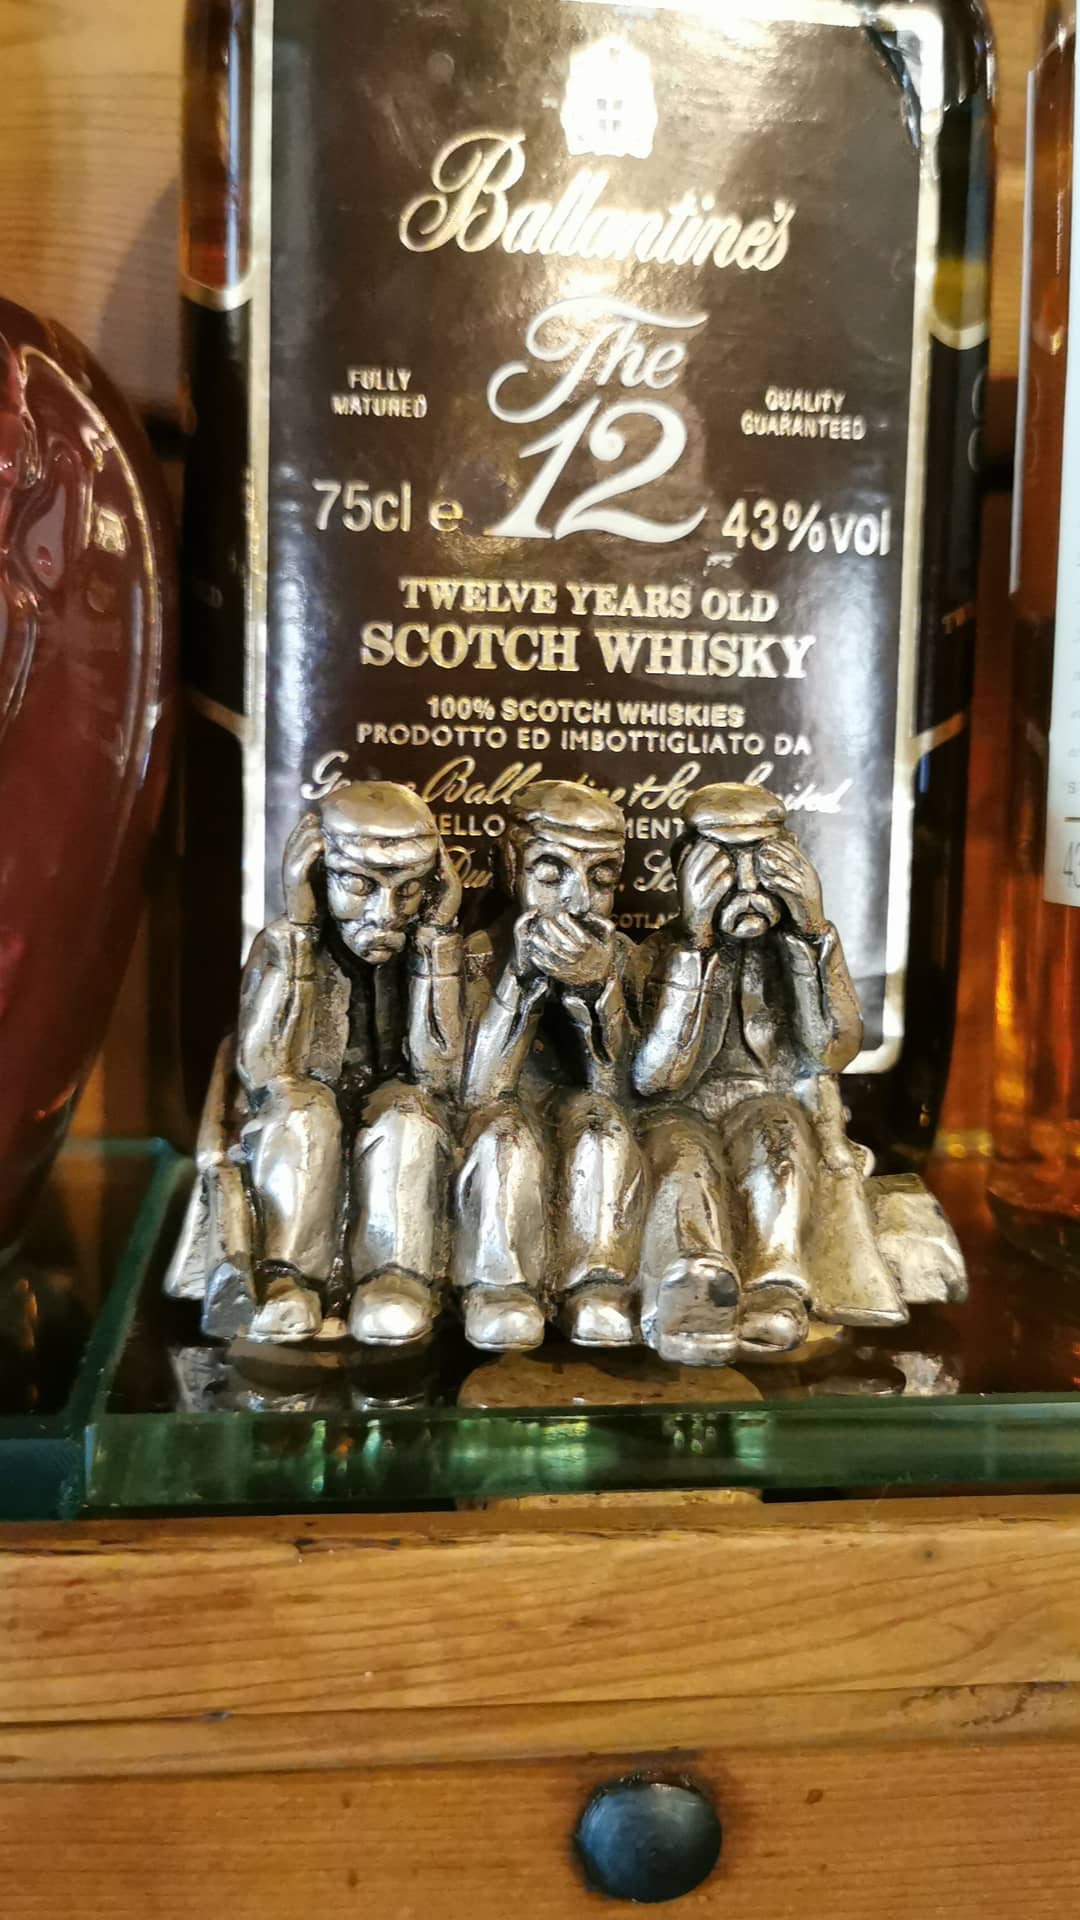 Ballantine's
The
12
FULLY
MATURED
QUALITY
GUARANTEED
75cl e
43%vol
TWELVE YEARS OLD
SCOTCH WHISKY
100% SCOTCH WHISKIES
PRODOTTO ED IMBOTTIGLIATO DA